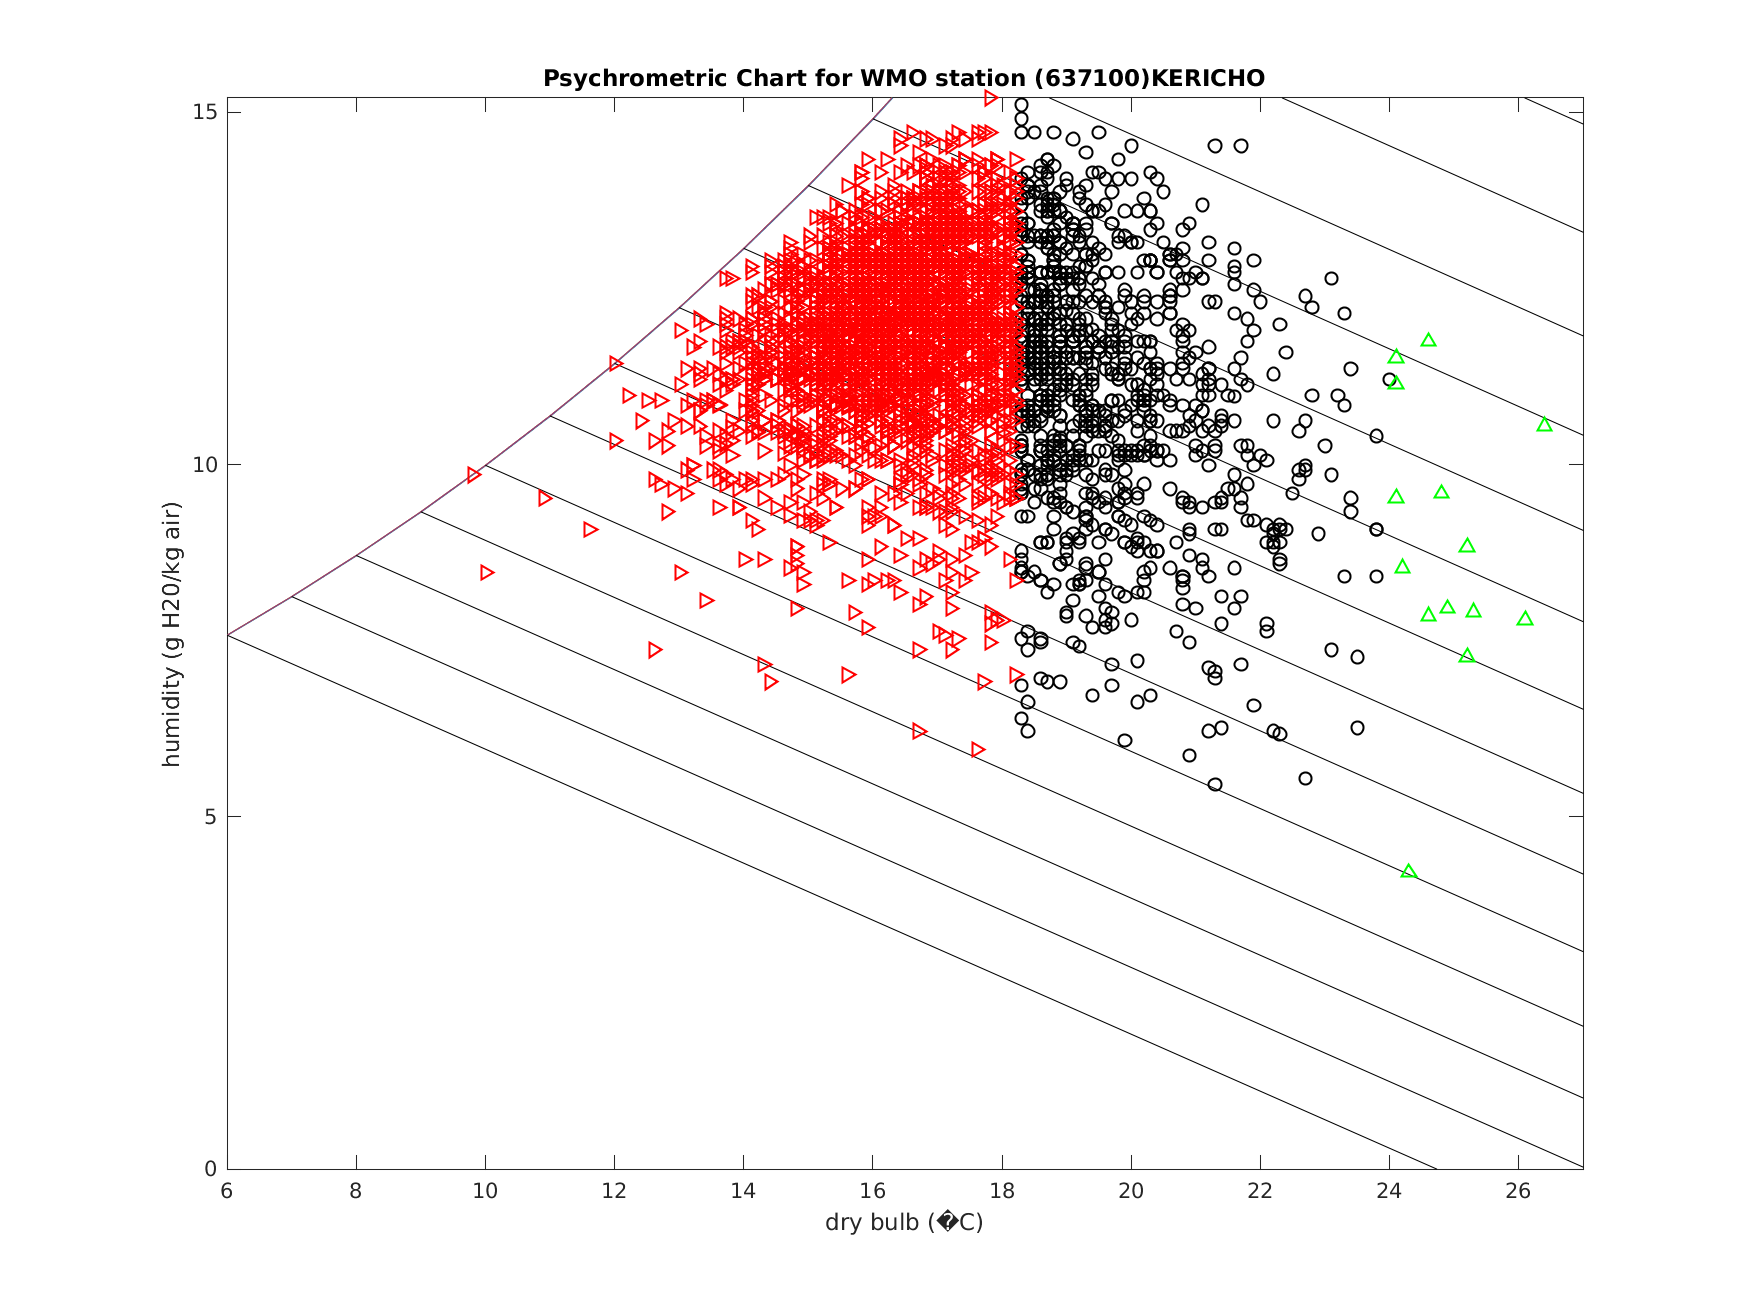 Psychrometric Chart for WMO station (637100)KERICHO
15
10
5
0
humidity (g H20/kg air)
6 8 10 12 14 16 18 20 22 24 26
dry bulb (�C)